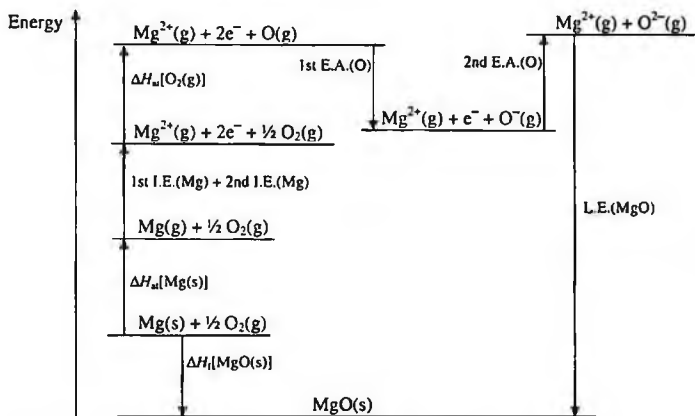 Energy
Mg²⁺(g) + 2e⁻ + O(g)
Mg²⁺(g) + O²⁻(g)
1st E.A.(O)
2nd E.A.(O)
ΔHat[O₂(g)]
Mg²⁺(g) + e⁻ + O⁻(g)
Mg²⁺(g) + 2e⁻ + ½ O₂(g)
1st I.E.(Mg) + 2nd I.E.(Mg)
L.E.(MgO)
Mg(g) + ½ O₂(g)
ΔHat[Mg(s)]
Mg(s) + ½ O₂(g)
ΔHf[MgO(s)]
MgO(s)